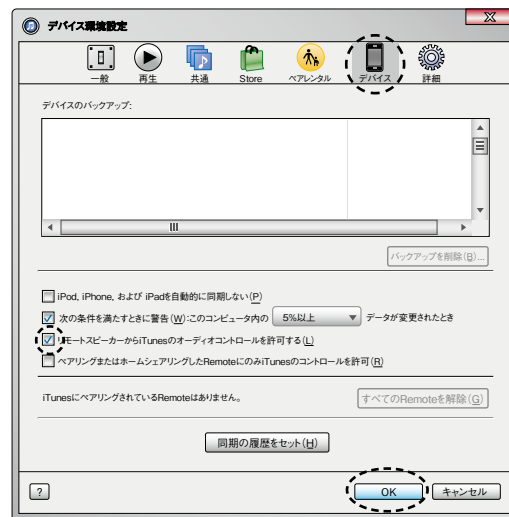 デバイス環境設定
一般 再生 共通 Store ペアレンタル デバイス 詳細
デバイスのバックアップ:
バックアップを削除(B)...
iPod, iPhone, および iPadを自動的に同期しない(P)
次の条件を満たすときに警告(W):このコンピュータ内の 5%以上 データが変更されたとき
リモートスピーカーからiTunesのオーディオコントロールを許可する(L)
ペアリングまたはホームシェアリングしたRemoteにのみiTunesのコントロールを許可(R)
iTunesにペアリングされているRemoteはありません。 すべてのRemoteを解除(G)
同期の履歴をセット(H)
? OK キャンセル